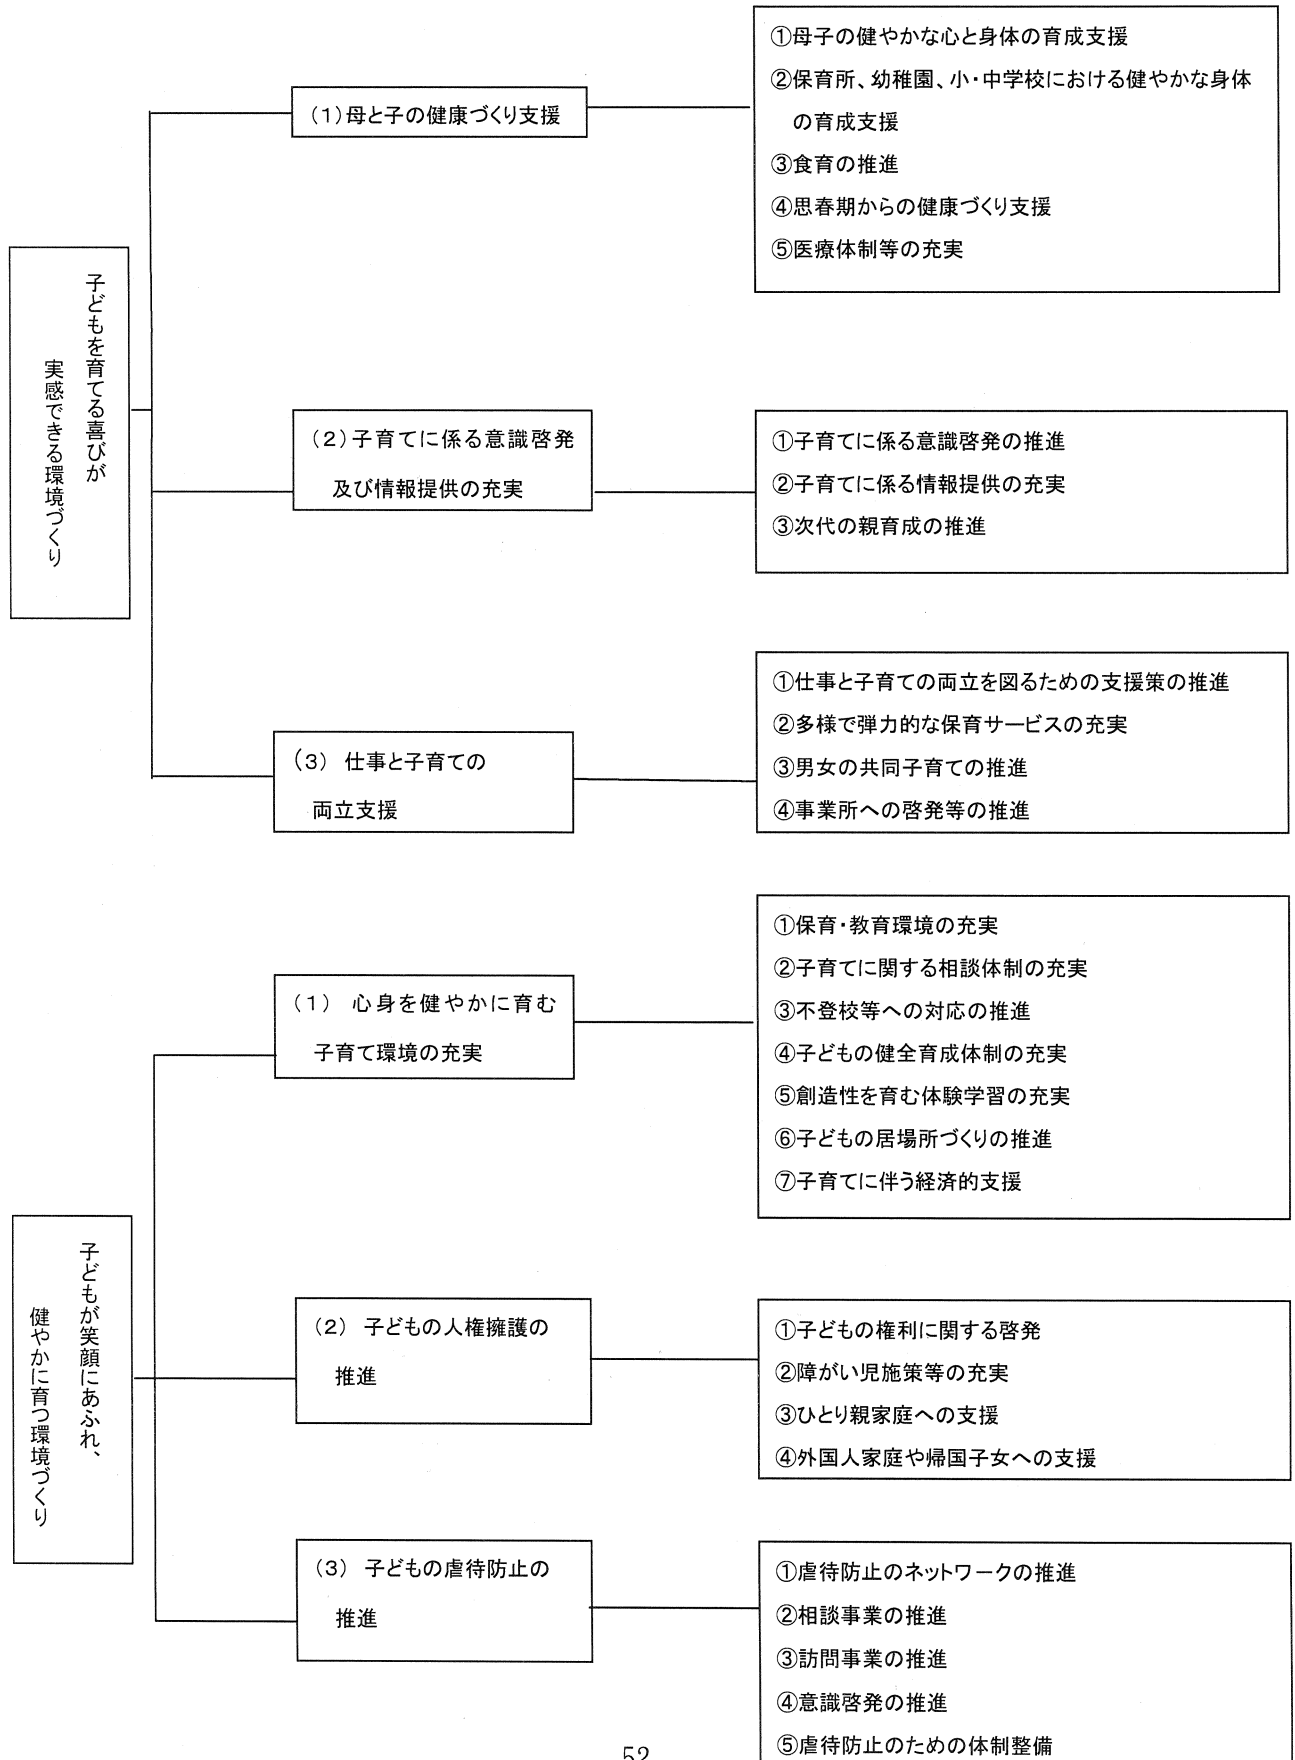 子どもを育てる喜びが
実感できる環境づくり
(1)母と子の健康づくり支援
①母子の健やかな心と身体の育成支援
②保育所、幼稚園、小・中学校における健やかな身体
の育成支援
③食育の推進
④思春期からの健康づくり支援
⑤医療体制等の充実
(2)子育てに係る意識啓発
及び情報提供の充実
①子育てに係る意識啓発の推進
②子育てに係る情報提供の充実
③次代の親育成の推進
(3) 仕事と子育ての
両立支援
①仕事と子育ての両立を図るための支援策の推進
②多様で弾力的な保育サービスの充実
③男女の共同子育ての推進
④事業所への啓発等の推進
子どもが笑顔にあふれ、
健やかに育つ環境づくり
(1) 心身を健やかに育む
子育て環境の充実
①保育・教育環境の充実
②子育てに関する相談体制の充実
③不登校等への対応の推進
④子どもの健全育成体制の充実
⑤創造性を育む体験学習の充実
⑥子どもの居場所づくりの推進
⑦子育てに伴う経済的支援
(2) 子どもの人権擁護の
推進
①子どもの権利に関する啓発
②障がい児施策等の充実
③ひとり親家庭への支援
④外国人家庭や帰国子女への支援
(3) 子どもの虐待防止の
推進
①虐待防止のネットワークの推進
②相談事業の推進
③訪問事業の推進
④意識啓発の推進
⑤虐待防止のための体制整備
52